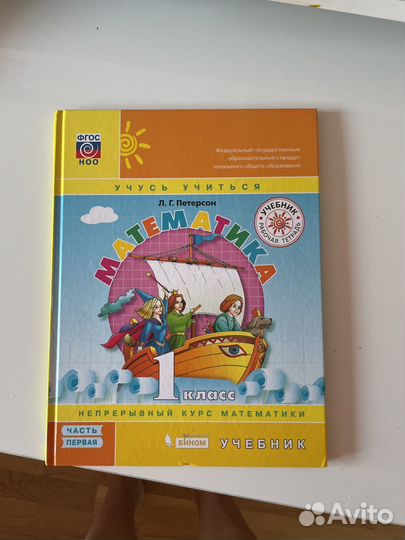 ФГОС
НОО
Федеральный государственный
образовательный стандарт
начального общего образования
УЧУСЬ УЧИТЬСЯ
Л. Г. Петерсон
МАТЕМАТИКА
УЧЕБНИК
РАБОЧАЯ ТЕТРАДЬ
1 класс
НЕПРЕРЫВНЫЙ КУРС МАТЕМАТИКИ
ЧАСТЬ
ПЕРВАЯ
БИНОМ
УЧЕБНИК
Avito